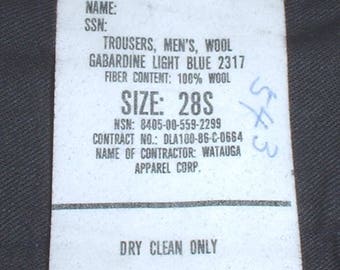 NAME:
SSN:
TROUSERS, MEN'S, WOOL
GABARDINE LIGHT BLUE 2317
FIBER CONTENT: 100% WOOL
SIZE: 28S
NSN: 8405-00-559-2299
CONTRACT NO.: DLA100-86-C-0664
NAME OF CONTRACTOR: WATAUGA
APPAREL CORP.
543
DRY CLEAN ONLY